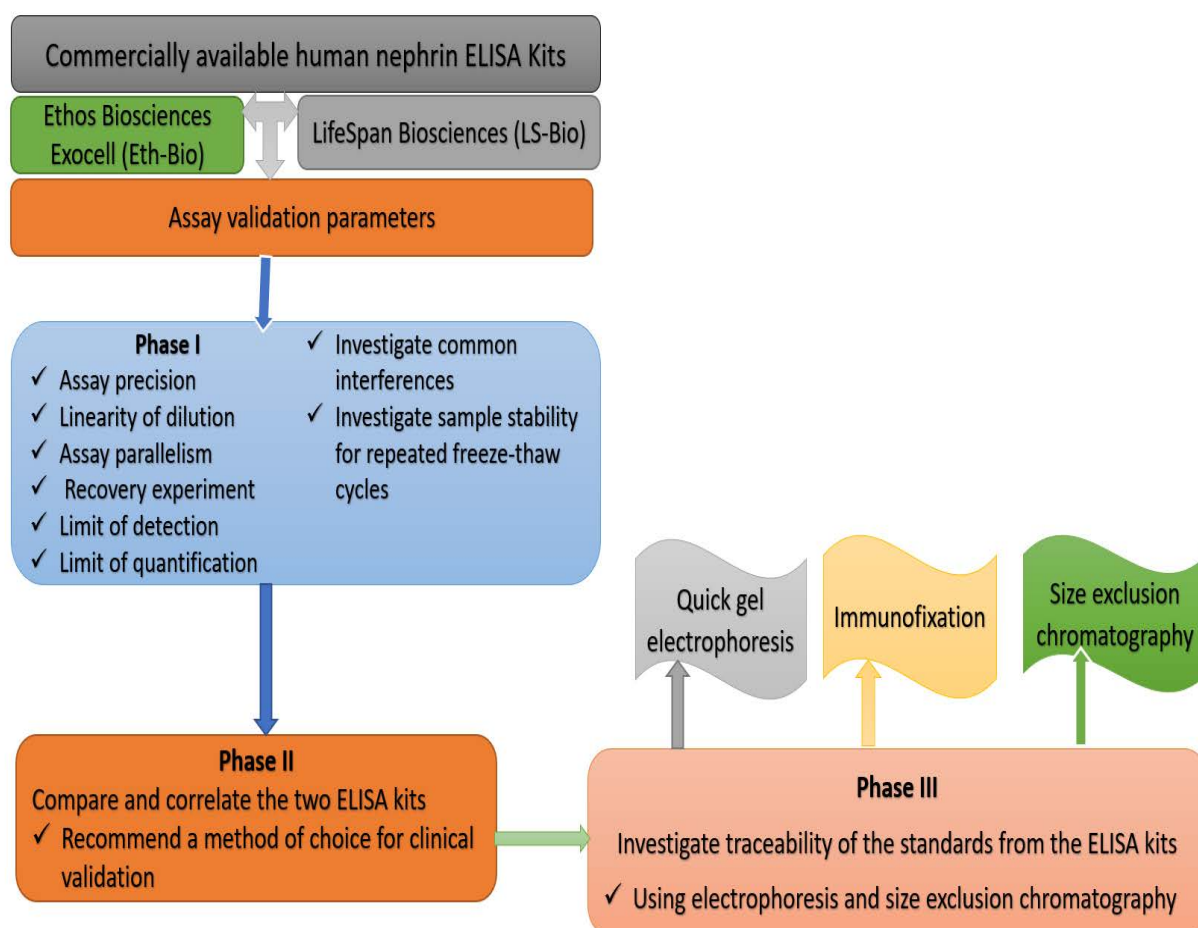 Commercially available human nephrin ELISA Kits
Ethos Biosciences
Exocell (Eth-Bio)
LifeSpan Biosciences (LS-Bio)
Assay validation parameters
Phase I
✓ Assay precision
✓ Linearity of dilution
✓ Assay parallelism
✓ Recovery experiment
✓ Limit of detection
✓ Limit of quantification
✓ Investigate common
interferences
✓ Investigate sample stability
for repeated freeze-thaw
cycles
Phase II
Compare and correlate the two ELISA kits
✓ Recommend a method of choice for clinical
validation
Quick gel
electrophoresis
Immunofixation
Size exclusion
chromatography
Phase III
Investigate traceability of the standards from the ELISA kits
✓ Using electrophoresis and size exclusion chromatography